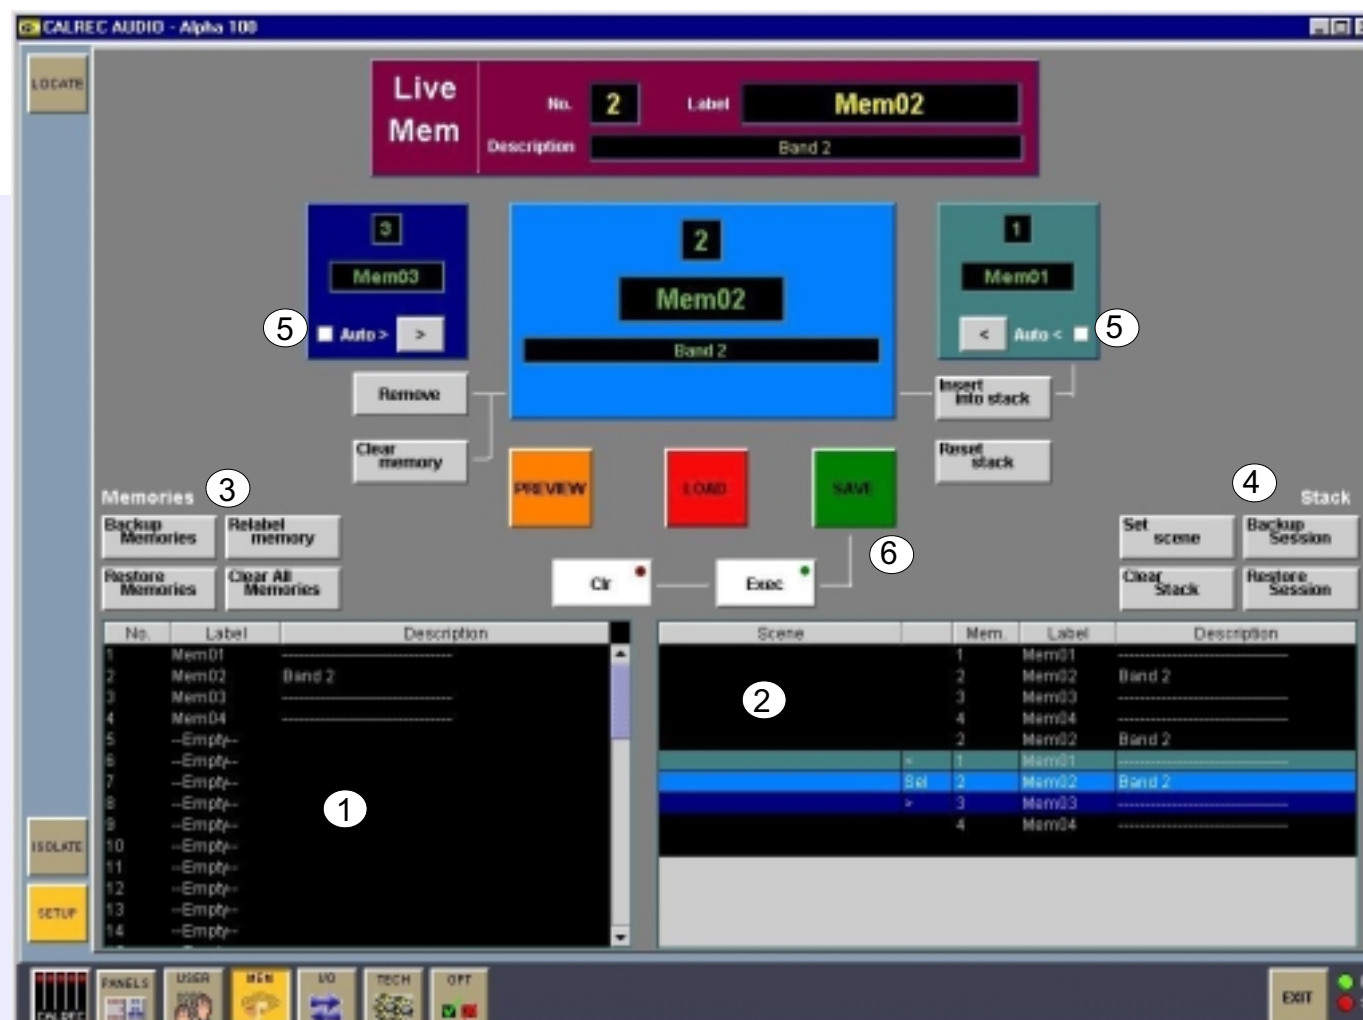 CALREC AUDIO - Alpha 100
LOCATE
Live
Mem
No. 2 Label Mem02
Description Band 2
3
Mem03
5 Auto > >
2
Mem02
Band 2
1
Mem01
< Auto < 5
Remove
Insert
into stack
Clear
memory
Reset
stack
PREVIEW
LOAD
SAVE
Memories 3
4 Stack
Backup
Memories
Relabel
memory
Restore
Memories
Clear All
Memories
Set
scene
Backup
Session
Clear
Stack
Restore
Session
6
Clr
Exec
No. Label Description
1 Mem01 ------------------------------
2 Mem02 Band 2
3 Mem03 ------------------------------
4 Mem04 ------------------------------
5 --Empty--
6 --Empty--
7 --Empty--
8 --Empty--
9 --Empty--
10 --Empty--
11 --Empty--
12 --Empty--
13 --Empty--
14 --Empty--
1
Scene Mem. Label Description
1 Mem01 ------------------------------
2 Mem02 Band 2
3 Mem03 ------------------------------
4 Mem04 ------------------------------
2 Mem02 Band 2
< 1 Mem01 ------------------------------
Sel 2 Mem02 Band 2
> 3 Mem03 ------------------------------
4 Mem04 ------------------------------
2
ISOLATE
SETUP
CALREC
PANELS
USER
MEM
I/O
TECH
OPT
EXIT